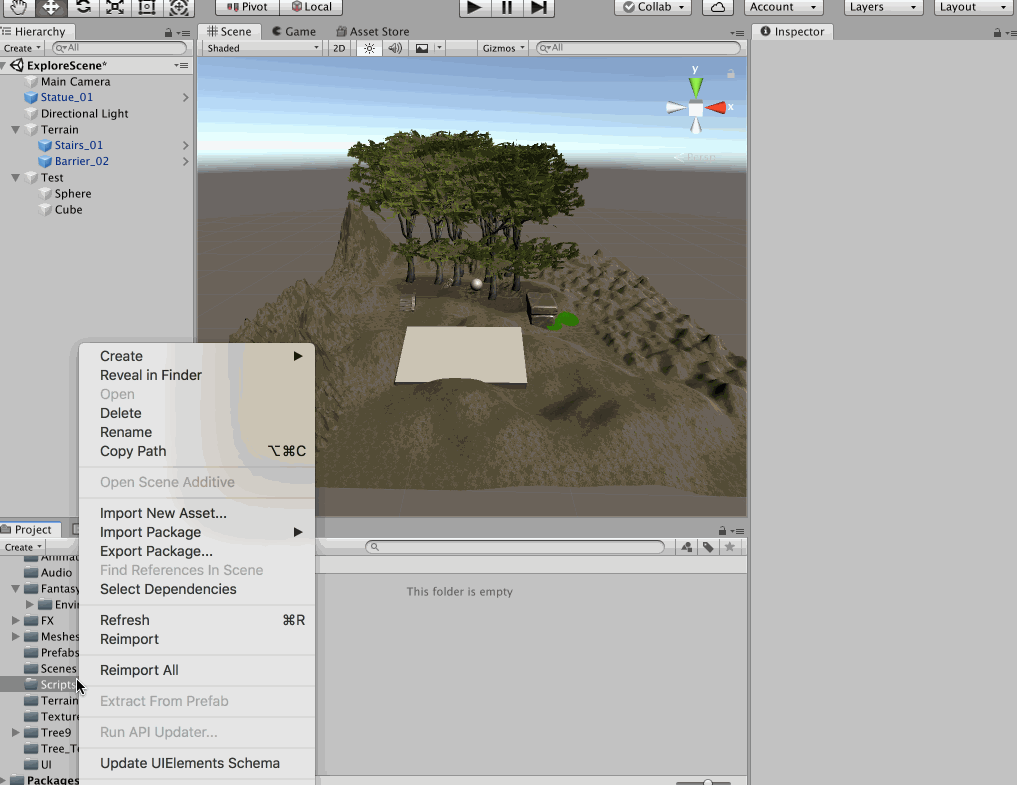 Pivot Local Collab Account Layers Layout
Hierarchy
Create All
ExploreScene*
Main Camera
Statue_01
Directional Light
Terrain
Stairs_01
Barrier_02
Test
Sphere
Cube
Scene Game Asset Store
Shaded 2D Gizmos All
y
x
Persp
Inspector
Create
Reveal in Finder
Open
Delete
Rename
Copy Path ⌥⌘C
Open Scene Additive
Import New Asset...
Import Package
Export Package...
Find References In Scene
Select Dependencies
Refresh ⌘R
Reimport
Reimport All
Extract From Prefab
Run API Updater...
Update UIElements Schema
Project
Create
Audio
Fantasy
FX
Meshes
Prefabs
Scenes
Scripts
Terrain
Tree9
UI
Packages
This folder is empty